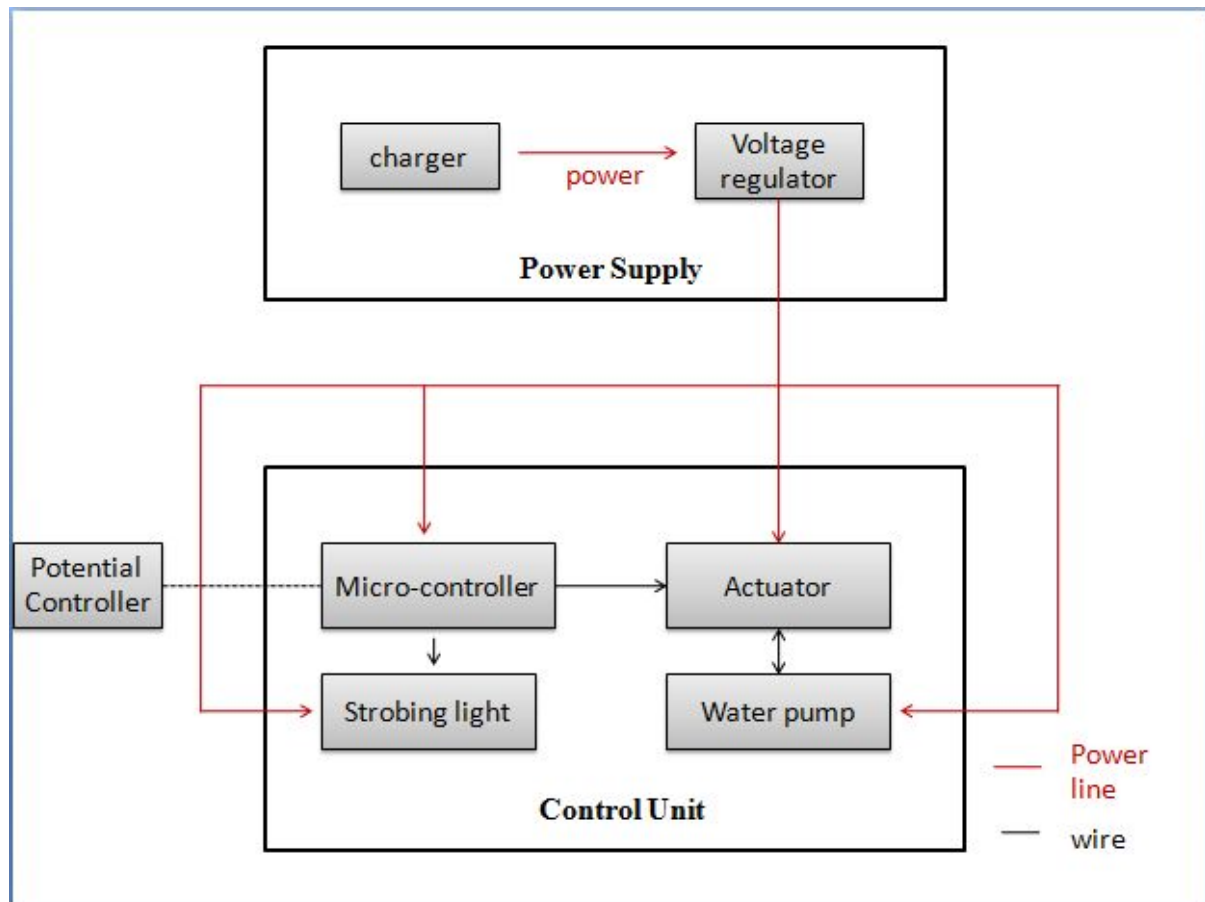 charger
power
Voltage
regulator
Power Supply
Potential
Controller
Micro-controller
Actuator
Strobing light
Water pump
Control Unit
Power
line
wire